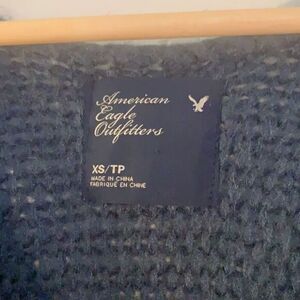 American
Eagle
Outfitters
XS/TP
MADE IN CHINA
FABRIQUÉ EN CHINE